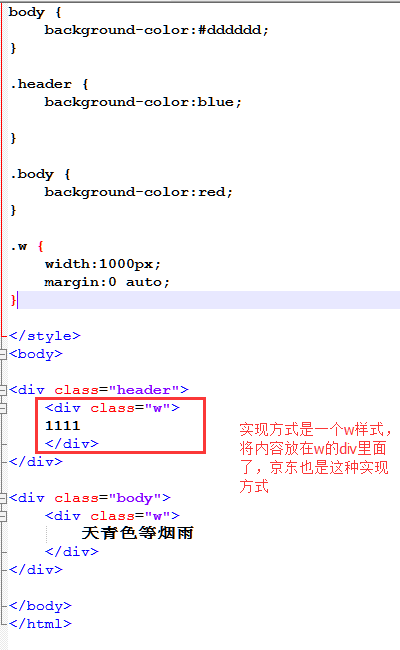 body {
    background-color:#dddddd;
}

.header {
    background-color:blue;

}

.body {
    background-color:red;
}

.w {
    width:1000px;
    margin:0 auto;
}

</style>
<body>

<div class="header">
    <div class="w">
    1111
    </div>
</div>

<div class="body">
    <div class="w">
        天青色等烟雨
    </div>
</div>

</body>
</html>
实现方式是一个w样式,
将内容放在w的div里面
了，京东也是这种实现
方式